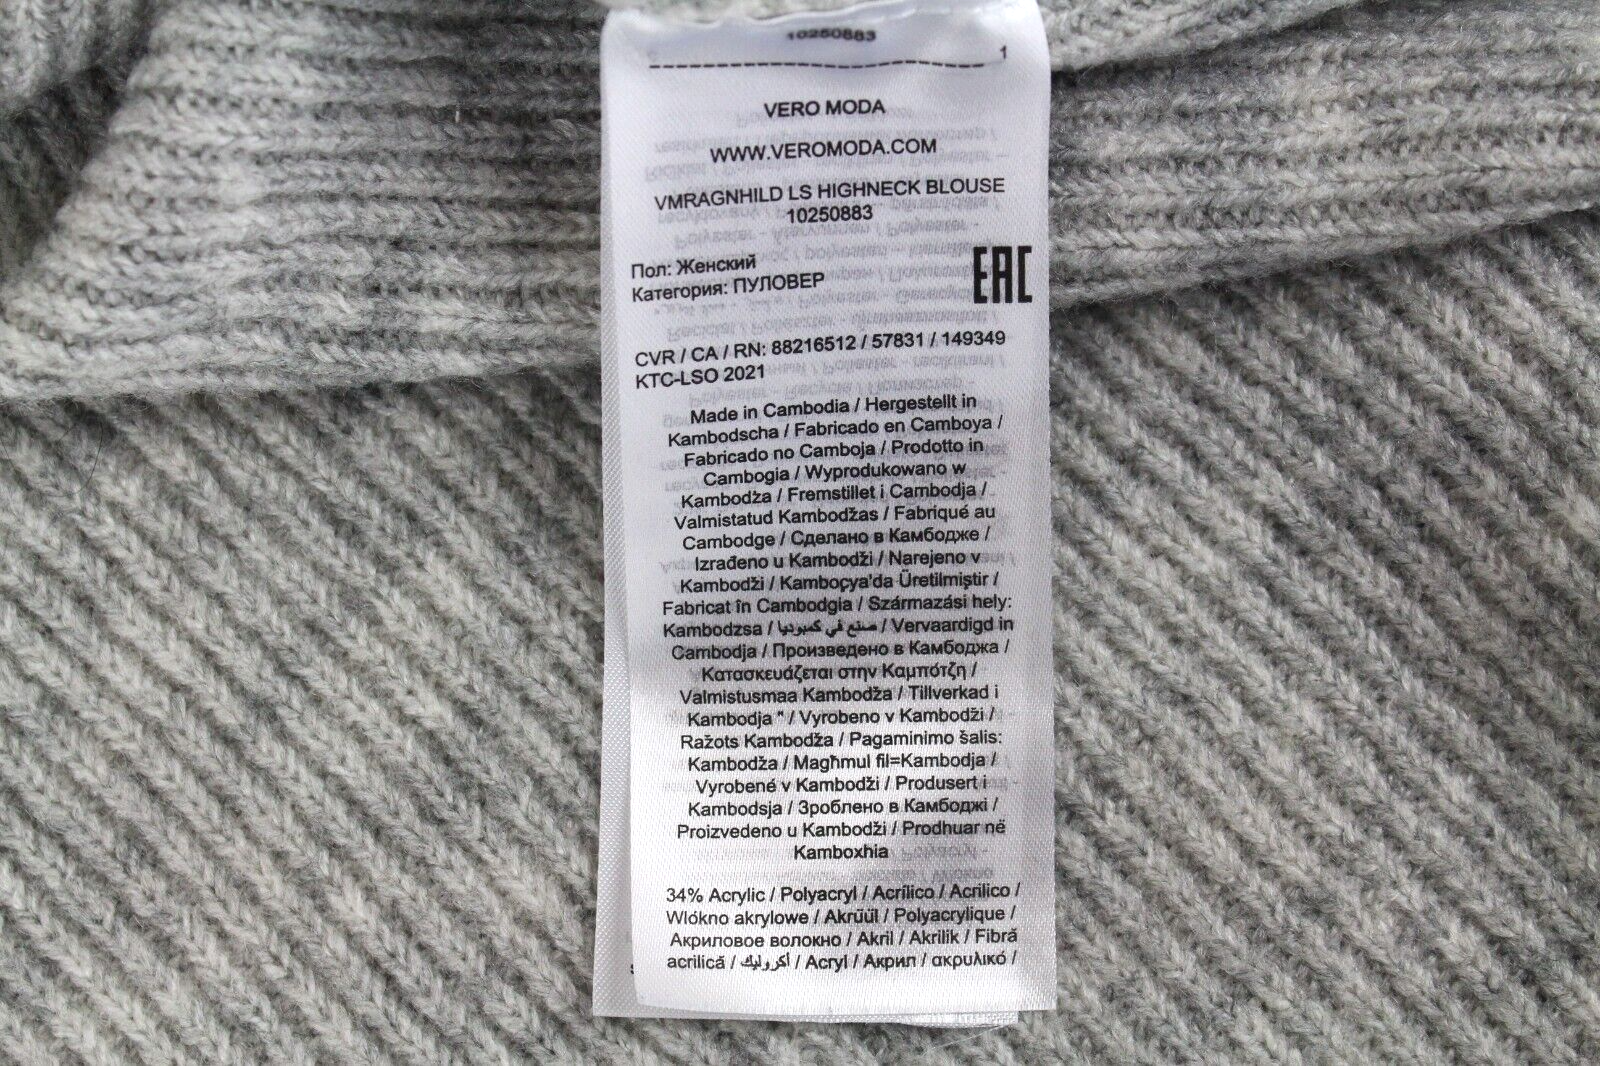 10250883
1
VERO MODA
WWW.VEROMODA.COM
VMRAGNHILD LS HIGHNECK BLOUSE
10250883
Пол: Женский
Категория: ПУЛОВЕР
EAC
CVR / CA / RN: 88216512 / 57831 / 149349
KTC-LSO 2021
Made in Cambodia / Hergestellt in
Kambodscha / Fabricado en Camboya /
Fabricado no Camboja / Prodotto in
Cambogia / Wyprodukowano w
Kambodża / Fremstillet i Cambodja /
Valmistatud Kambodžas / Fabriqué au
Cambodge / Сделано в Камбодже /
Izrađeno u Kambodži / Narejeno v
Kambodži / Kamboçya'da Üretilmiştir /
Fabricat în Cambodgia / Származási hely:
Kambodzsa / صنع في كمبوديا / Vervaardigd in
Cambodja / Произведено в Камбоджа /
Κατασκευάζεται στην Καμπότζη /
Valmistusmaa Kambodža / Tillverkad i
Kambodja " / Vyrobeno v Kambodži /
Ražots Kambodža / Pagaminimo šalis:
Kambodža / Magħmul fil=Kambodja /
Vyrobené v Kambodži / Produsert i
Kambodsja / Зроблено в Камбоджі /
Proizvedeno u Kambodži / Prodhuar në
Kamboxhia
34% Acrylic / Polyacryl / Acrílico / Acrilico /
Wlókno akrylowe / Akrüül / Polyacrylique /
Акриловое волокно / Akril / Akrilik / Fibră
acrilică / أكروليك / Acryl / Акрил / ακρυλικό /